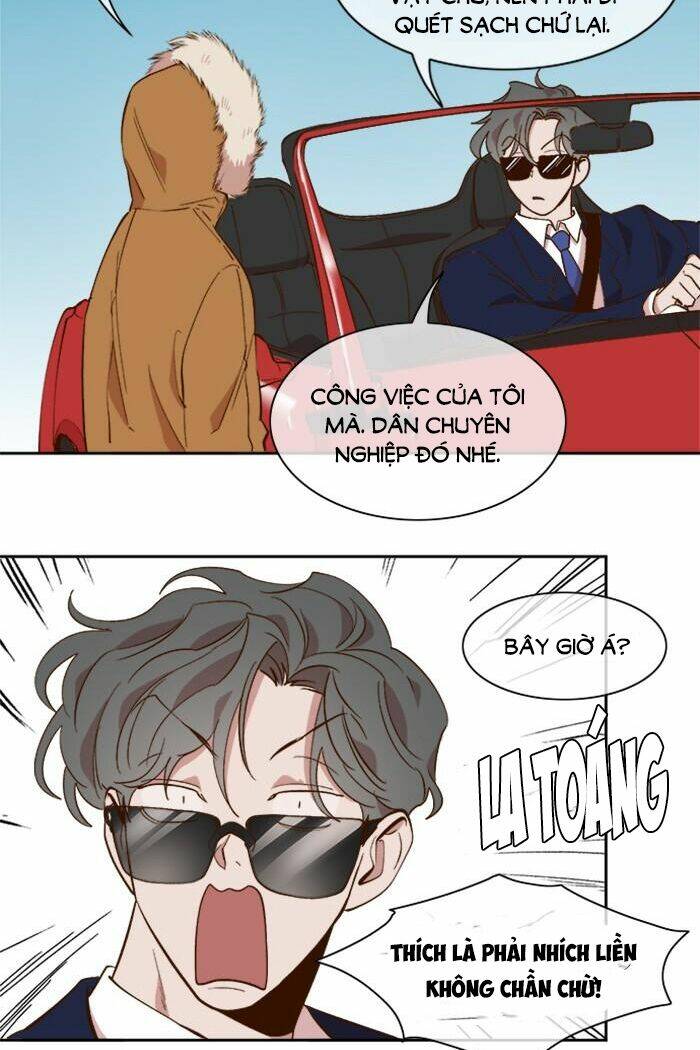 QUÉT SẠCH CHỨ LẠI.
CÔNG VIỆC CỦA TÔI
MÀ. DÂN CHUYÊN
NGHIỆP ĐÓ NHÉ.
BÂY GIỜ Á?
LA TOÁNG
THÍCH LÀ PHẢI NHÍCH LIỀN
KHÔNG CHẦN CHỪ!